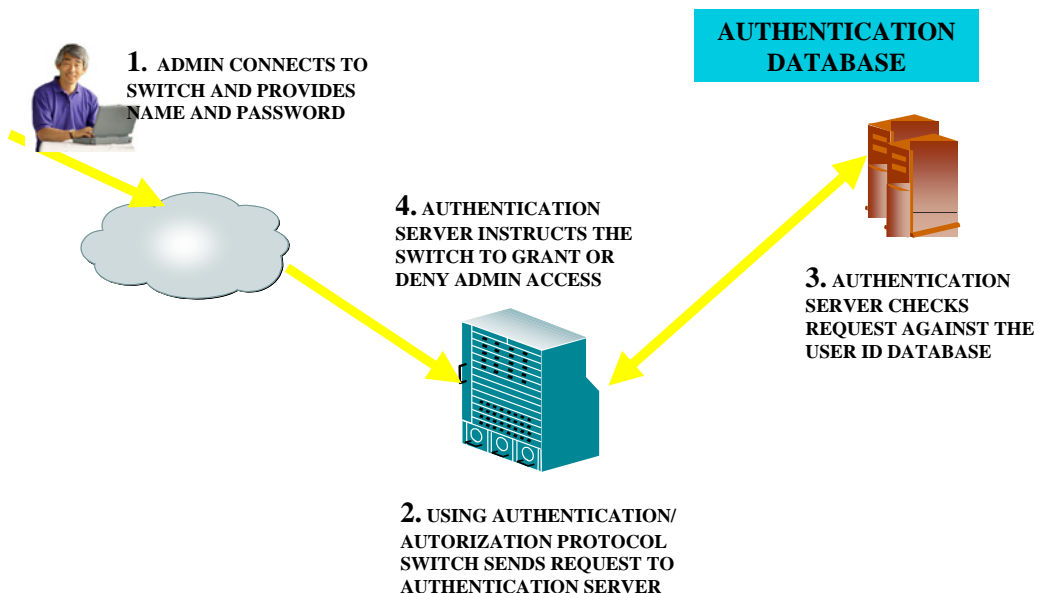 1. ADMIN CONNECTS TO
SWITCH AND PROVIDES
NAME AND PASSWORD
AUTHENTICATION
DATABASE
4. AUTHENTICATION
SERVER INSTRUCTS THE
SWITCH TO GRANT OR
DENY ADMIN ACCESS
3. AUTHENTICATION
SERVER CHECKS
REQUEST AGAINST THE
USER ID DATABASE
2. USING AUTHENTICATION/
AUTORIZATION PROTOCOL
SWITCH SENDS REQUEST TO
AUTHENTICATION SERVER